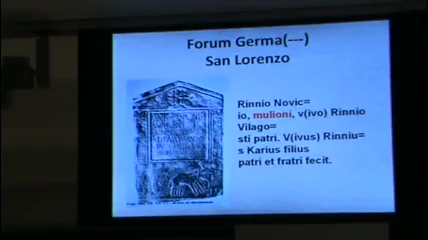 Forum Germa(---)
San Lorenzo
Rinnio Novic=
io, mulioni, v(ivo) Rinnio
Vilago=
sti patri. V(ivus) Rinniu=
s Karius filius
patri et fratri fecit.